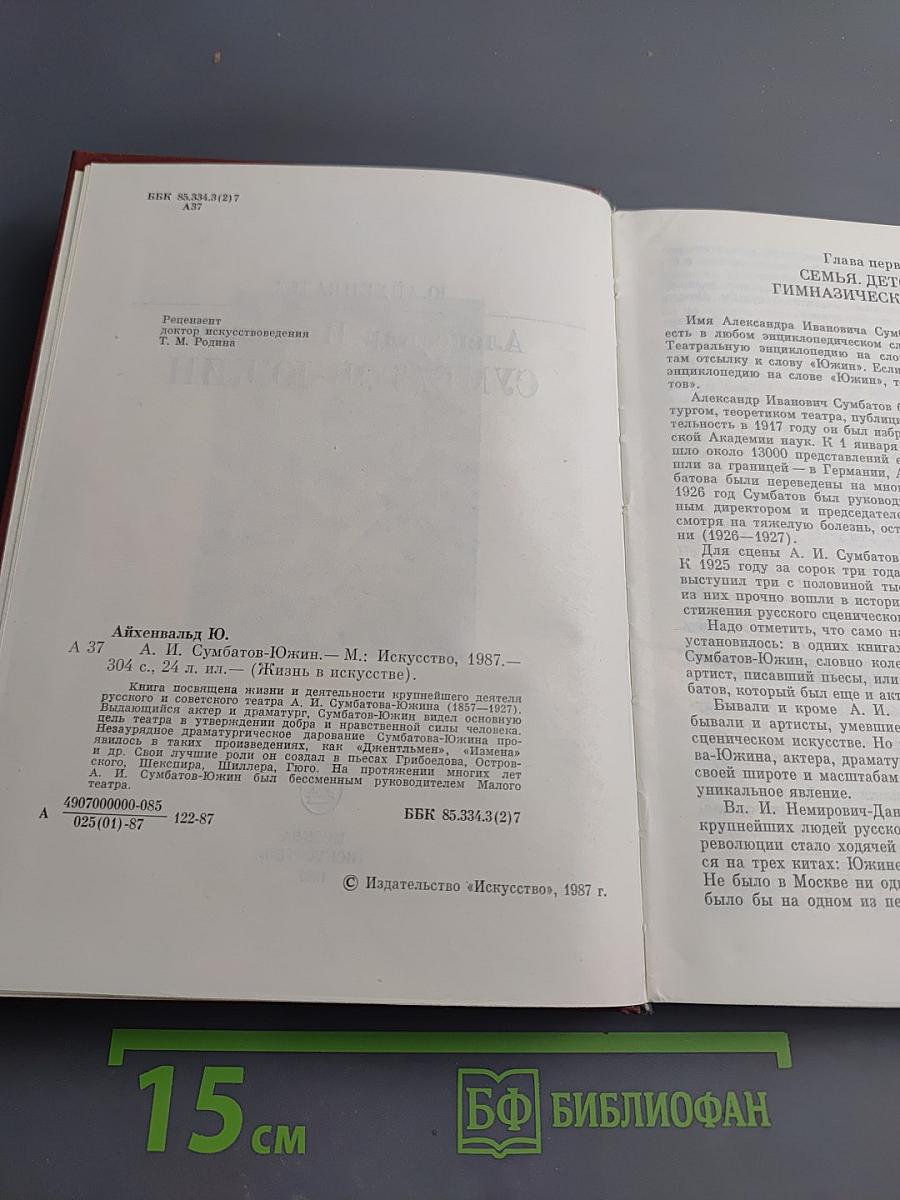 ББК 85.334.3(2)7
А37
Рецензент
доктор искусствоведения
Т. М. Родина
Айхенвальд Ю.
А 37 А. И. Сумбатов-Южин.— М.: Искусство, 1987.—
304 с., 24 л. ил.— (Жизнь в искусстве).
Книга посвящена жизни и деятельности крупнейшего деятеля
русского и советского театра А. И. Сумбатова-Южина (1857—1927).
Выдающийся актер и драматург, Сумбатов-Южин видел основную
цель театра в утверждении добра и нравственной силы человека.
Незаурядное драматургическое дарование Сумбатова-Южина про-
явилось в таких произведениях, как «Джентльмен», «Измена»
и др. Свои лучшие роли он создал в пьесах Грибоедова, Остров-
ского, Шекспира, Шиллера, Гюго. На протяжении многих лет
А. И. Сумбатов-Южин был бессменным руководителем Малого
театра.
А 4907000000-085
025(01)-87 122-87 ББК 85.334.3(2)7
© Издательство «Искусство», 1987 г.
Глава перв
СЕМЬЯ. ДЕТ
ГИМНАЗИЧЕСК
Имя Александра Ивановича Сумб
есть в любом энциклопедическом сл
Театральную энциклопедию на сло
там отсылку к слову «Южин». Если
энциклопедию на слове «Южин», т
тов».
Александр Иванович Сумбатов б
тургом, теоретиком театра, публици
тельность в 1917 году он был избр
ской Академии наук. К 1 января
шло около 13000 представлений е
шли за границей — в Германии, А
батова были переведены на мног
1926 год Сумбатов был руковод
ным директором и председателе
смотря на тяжелую болезнь, ост
ни (1926—1927).
Для сцены А. И. Сумбатов
К 1925 году за сорок три года
выступил три с половиной ты
из них прочно вошли в истори
стижения русского сценическо
Надо отметить, что само на
установилось: в одних книгах
Сумбатов-Южин, словно коле
артист, писавший пьесы, или
батов, который был еще и акт
Бывали и кроме А. И.
бывали и артисты, умевшие
сценическом искусстве. Но
ва-Южина, актера, драмату
своей широте и масштабам
уникальное явление.
Вл. И. Немирович-Дан
крупнейших людей русско
революции стало ходячей
ся на трех китах: Южине
Не было в Москве ни одн
было бы на одном из пе
15 см
БФ БИБЛИОФАН